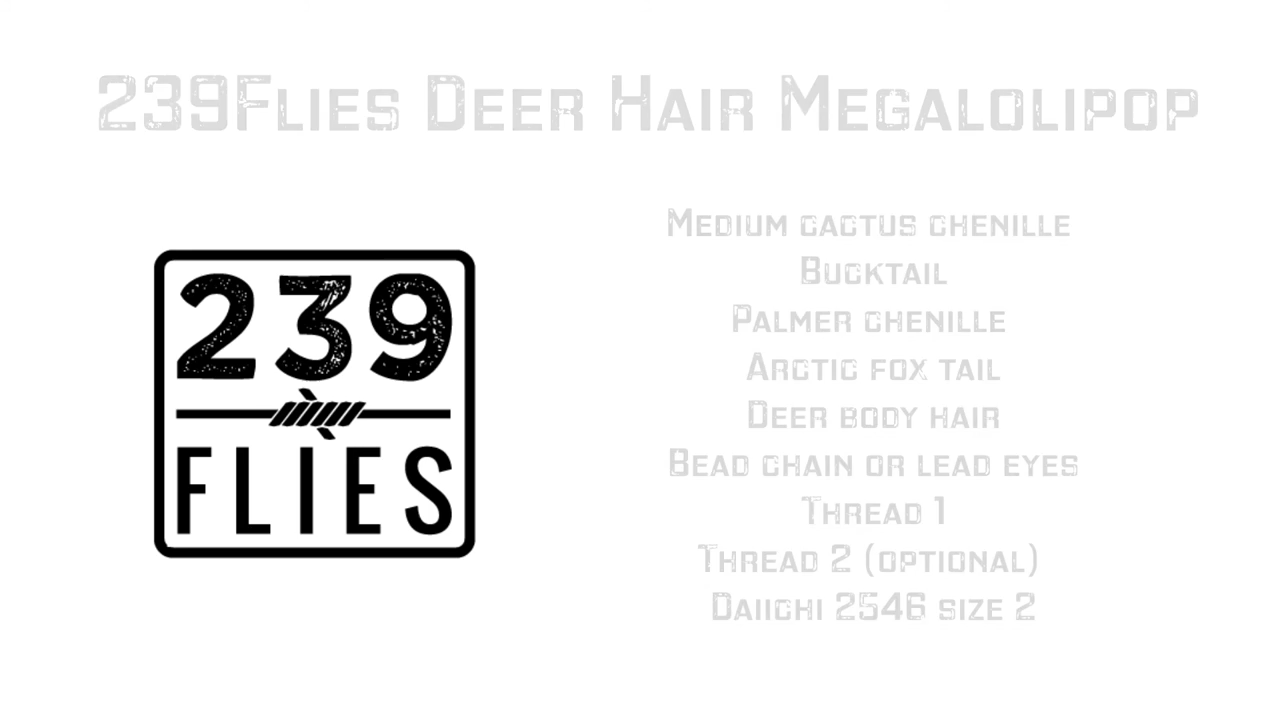 239Flies Deer Hair Megalolipop
239
FLIES
Medium cactus chenille
Bucktail
Palmer chenille
Arctic fox tail
Deer body hair
Bead chain or lead eyes
Thread 1
Thread 2 (optional)
Daiichi 2546 size 2